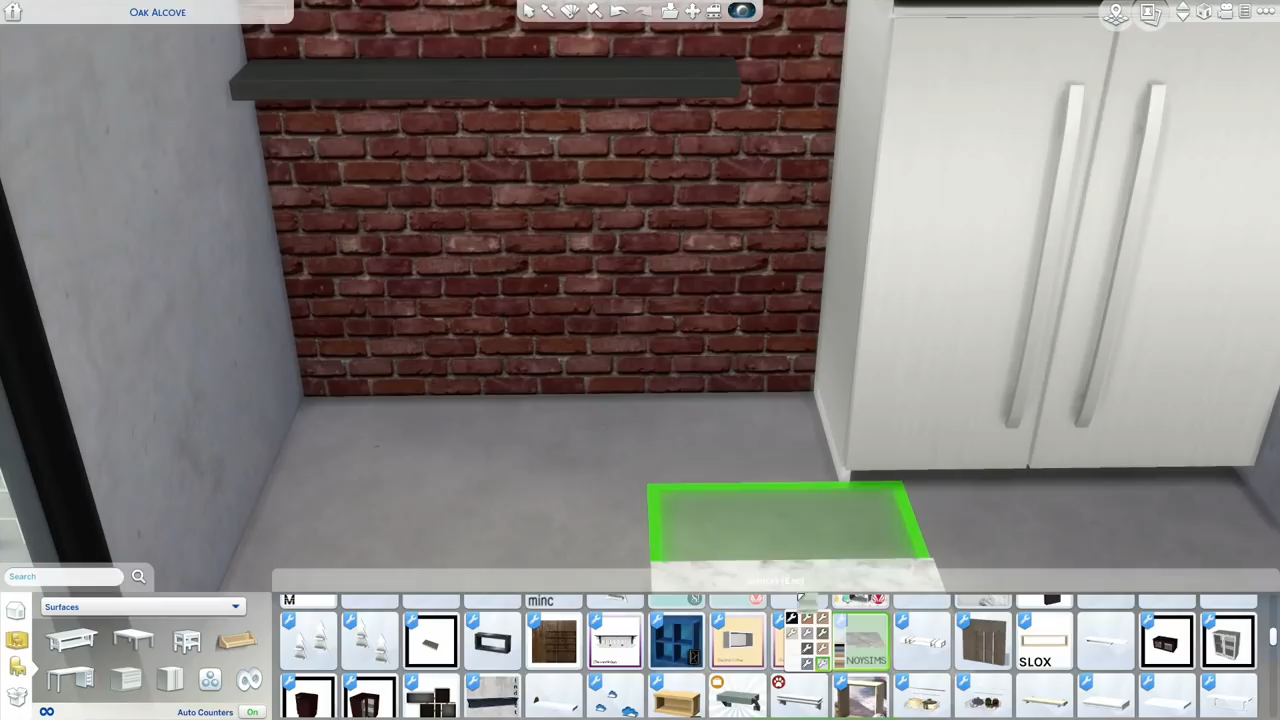 Oak Alcove
Search
Surfaces
M
minc
NOYSIMS
SLOX
Auto Counters
On